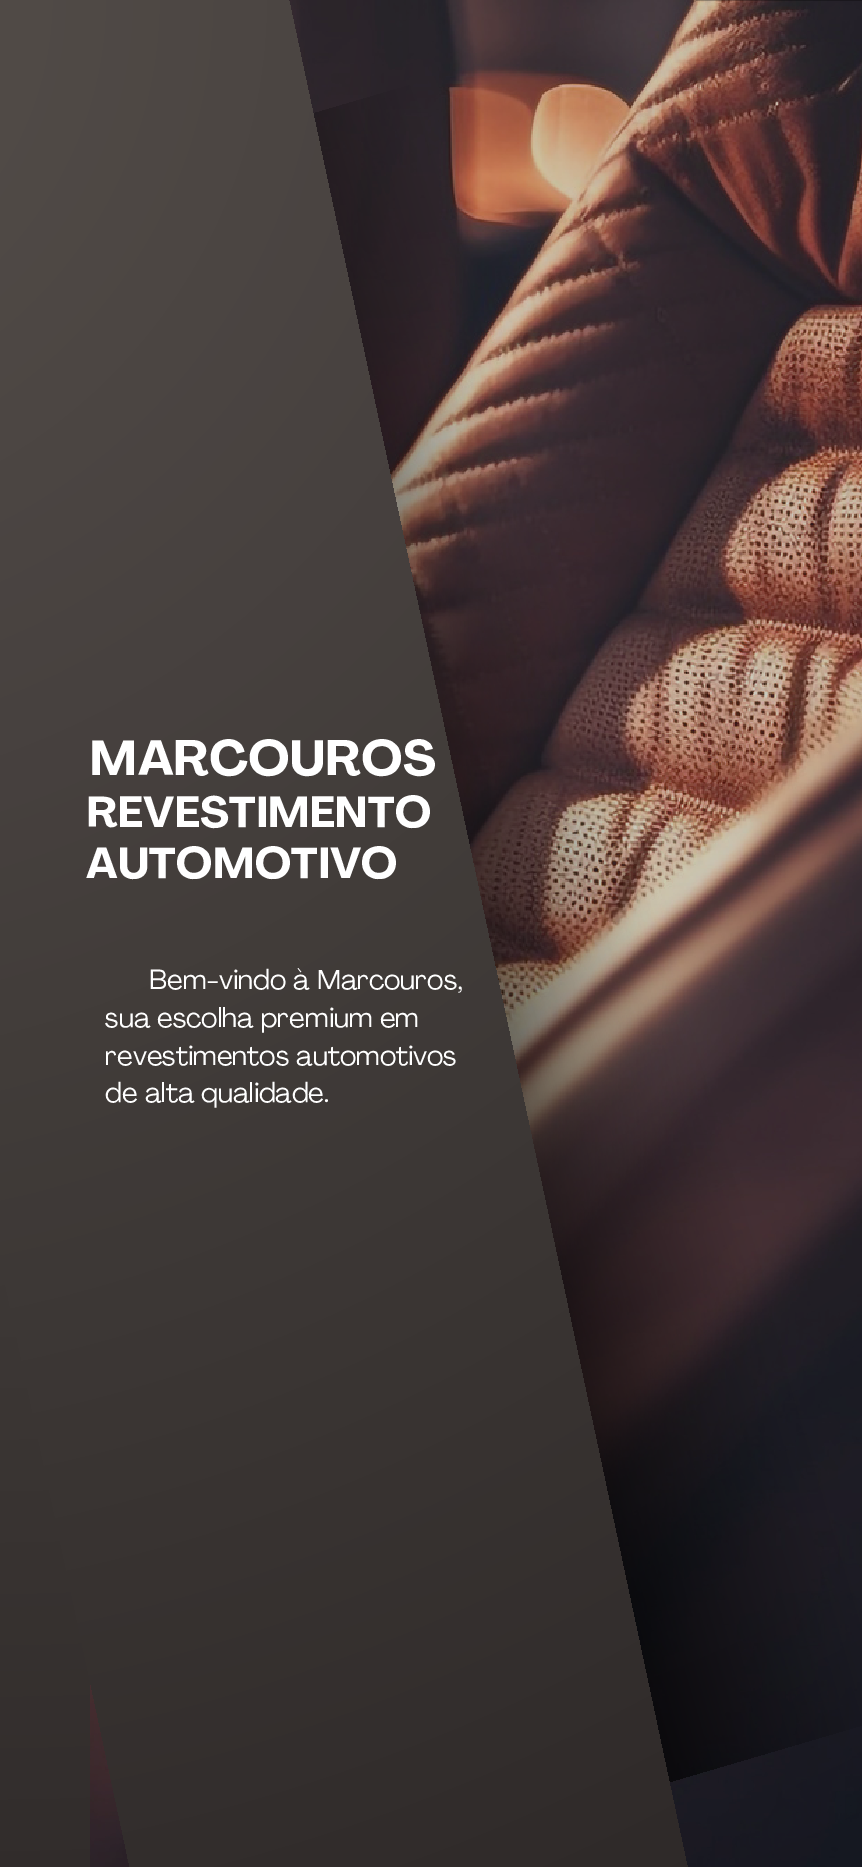 MARCOUROS
REVESTIMENTO
AUTOMOTIVO
Bem-vindo à Marcouros,
sua escolha premium em
revestimentos automotivos
de alta qualidade.